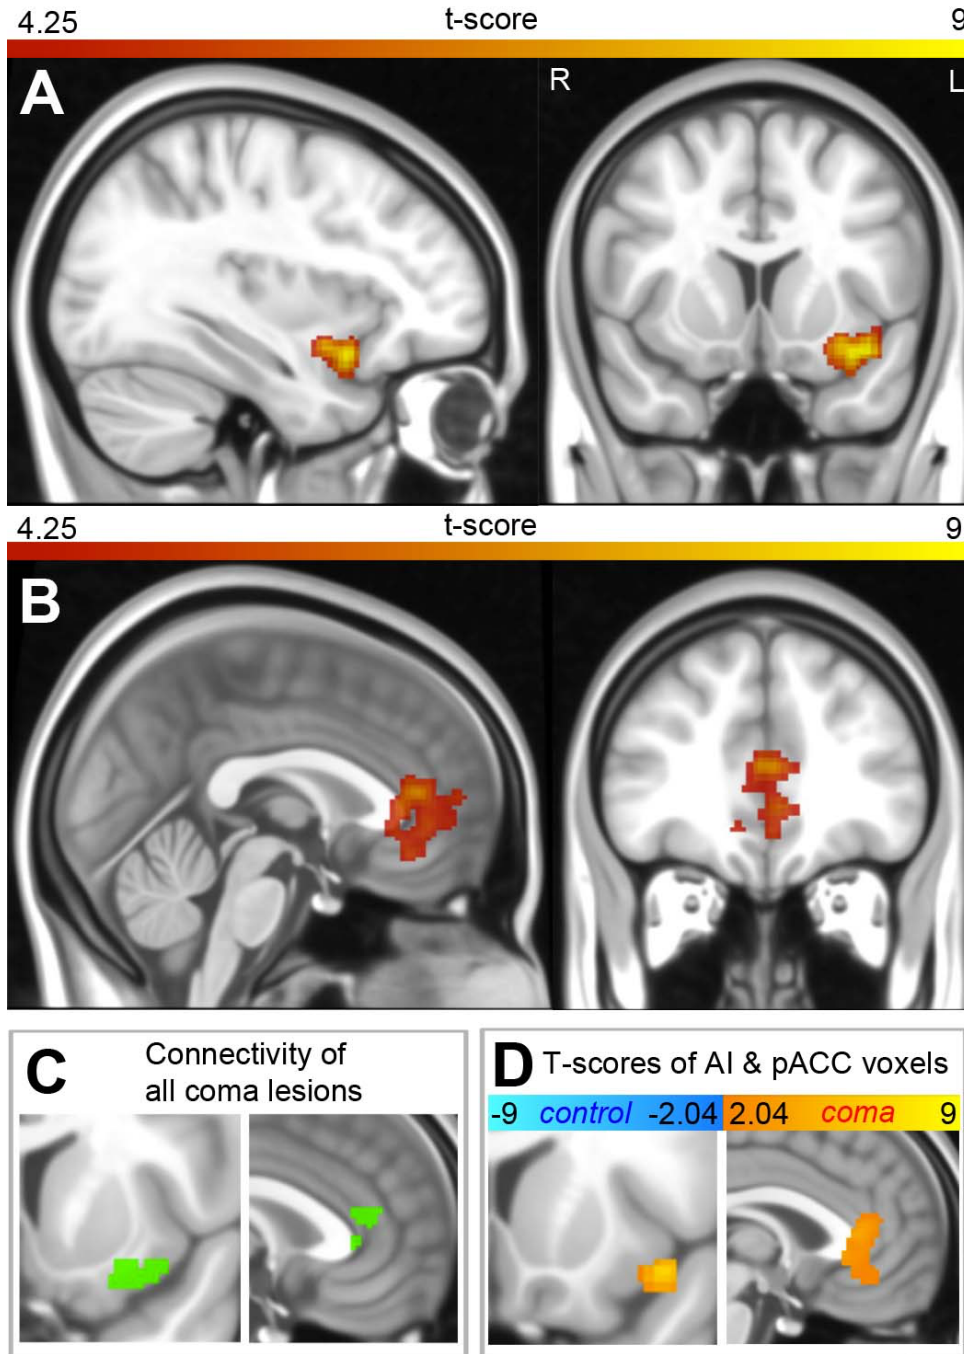 4.25 t-score 9
A R L
4.25 t-score 9
B
C Connectivity of
all coma lesions
D T-scores of AI & pACC voxels
-9 control -2.04 2.04 coma 9